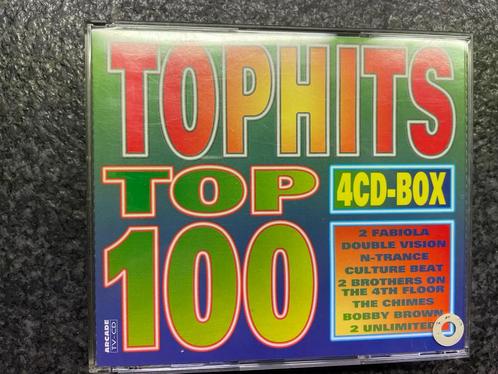 TOPHITS
TOP
4CD-BOX
100
2 FABIOLA
DOUBLE VISION
N-TRANCE
CULTURE BEAT
2 BROTHERS ON
THE 4TH FLOOR
THE CHIMES
BOBBY BROWN
2 UNLIMITED
ARCADE
TV-CD